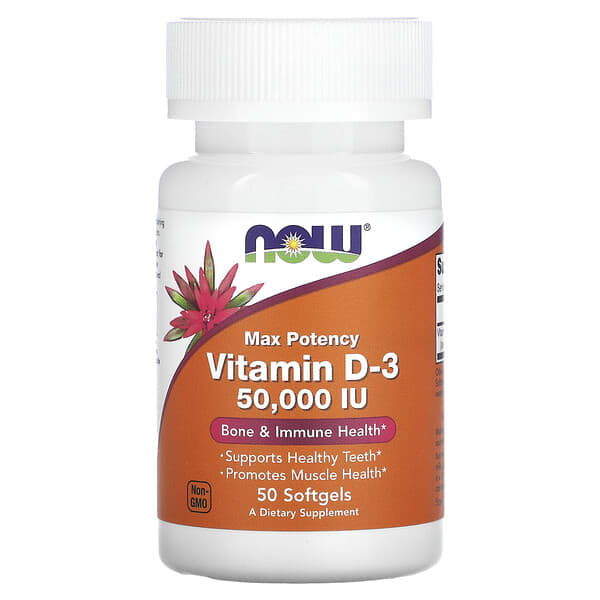 NOW®
Max Potency
Vitamin D-3
50,000 IU
Bone & Immune Health*
•Supports Healthy Teeth*
•Promotes Muscle Health*
50 Softgels
A Dietary Supplement
Non-
GMO